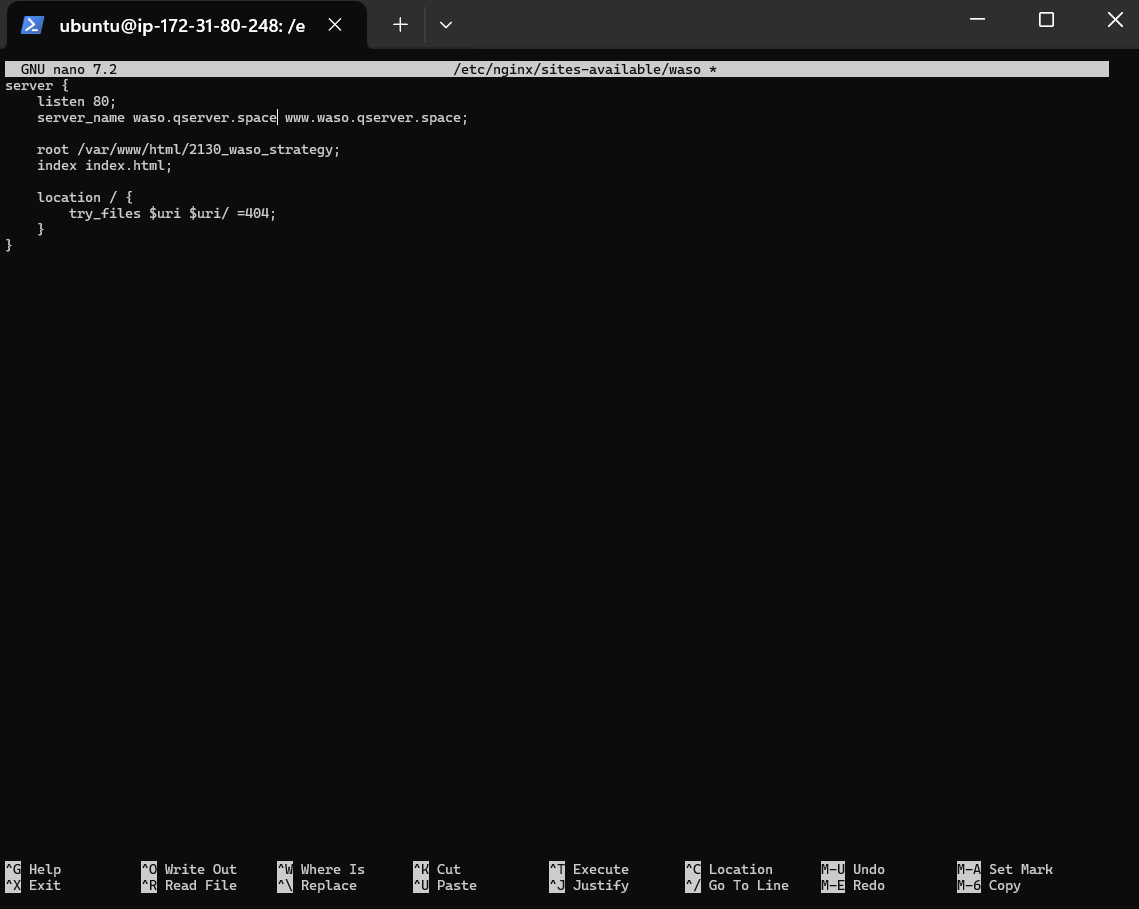 ubuntu@ip-172-31-80-248: /e
GNU nano 7.2 /etc/nginx/sites-available/waso *
server {
    listen 80;
    server_name waso.qserver.space www.waso.qserver.space;

    root /var/www/html/2130_waso_strategy;
    index index.html;

    location / {
        try_files $uri $uri/ =404;
    }
}
^G Help ^O Write Out ^W Where Is ^K Cut ^T Execute ^C Location M-U Undo M-A Set Mark
^X Exit ^R Read File ^\ Replace ^U Paste ^J Justify ^/ Go To Line M-E Redo M-6 Copy